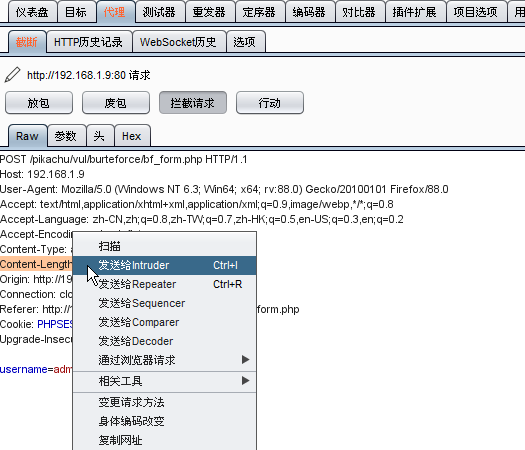 仪表盘 目标 代理 测试器 重发器 定序器 编码器 对比器 插件扩展 项目选项 用
截断 HTTP历史记录 WebSocket历史 选项
http://192.168.1.9:80 请求
放包 废包 拦截请求 行动
Raw 参数 头 Hex
POST /pikachu/vul/burteforce/bf_form.php HTTP/1.1
Host: 192.168.1.9
User-Agent: Mozilla/5.0 (Windows NT 6.3; Win64; x64; rv:88.0) Gecko/20100101 Firefox/88.0
Accept: text/html,application/xhtml+xml,application/xml;q=0.9,image/webp,*/*;q=0.8
Accept-Language: zh-CN,zh;q=0.8,zh-TW;q=0.7,zh-HK;q=0.5,en-US;q=0.3,en;q=0.2
Accept-Encodi
Content-Type: a
Content-Length
Origin: http://19
Connection: clo
Referer: http://1 form.php
Cookie: PHPSES
Upgrade-Insecu
username=adm
扫描
发送给Intruder Ctrl+I
发送给Repeater Ctrl+R
发送给Sequencer
发送给Comparer
发送给Decoder
通过浏览器请求
相关工具
变更请求方法
身体编码改变
复制网址